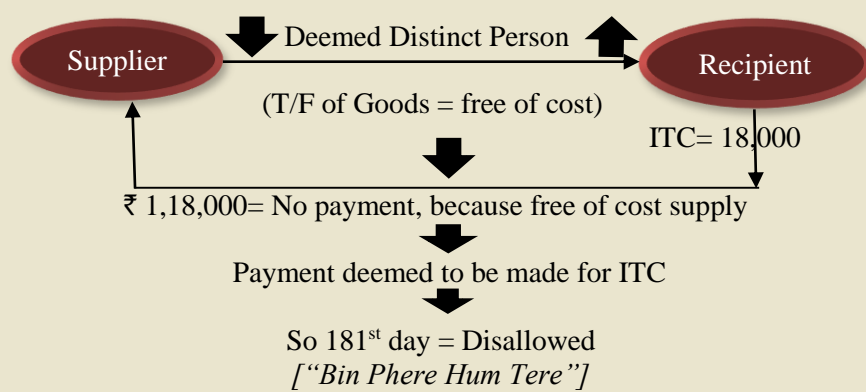 Deemed Distinct Person
Supplier
Recipient
(T/F of Goods = free of cost)
ITC= 18,000
₹ 1,18,000= No payment, because free of cost supply
Payment deemed to be made for ITC
So 181st day = Disallowed
[“Bin Phere Hum Tere”]